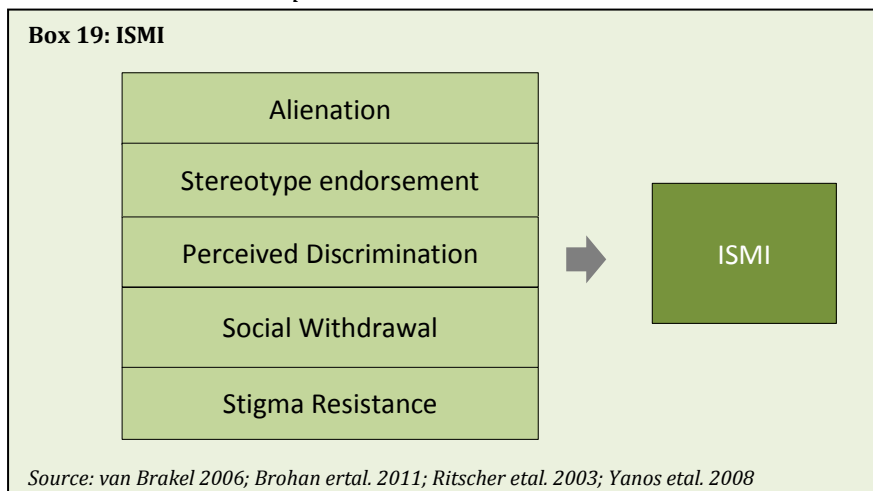 Box 19: ISMI
Alienation
Stereotype endorsement
Perceived Discrimination
Social Withdrawal
Stigma Resistance
ISMI
Source: van Brakel 2006; Brohan ertal. 2011; Ritscher etal. 2003; Yanos etal. 2008